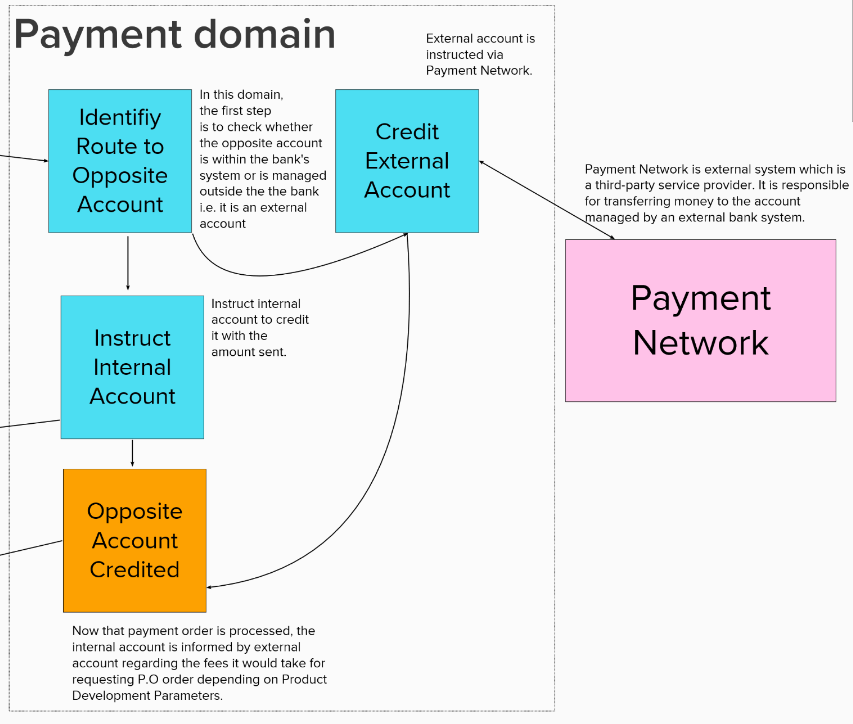 Payment domain
External account is
instructed via
Payment Network.
Identifiy
Route to
Opposite
Account
In this domain,
the first step
is to check whether
the opposite account
is within the bank's
system or is managed
outside the the bank
i.e. it is an external
account
Credit
External
Account
Payment Network is external system which is
a third-party service provider. It is responsible
for transferring money to the account
managed by an external bank system.
Payment
Network
Instruct
Internal
Account
Instruct internal
account to credit
it with the
amount sent.
Opposite
Account
Credited
Now that payment order is processed, the
internal account is informed by external
account regarding the fees it would take for
requesting P.O order depending on Product
Development Parameters.